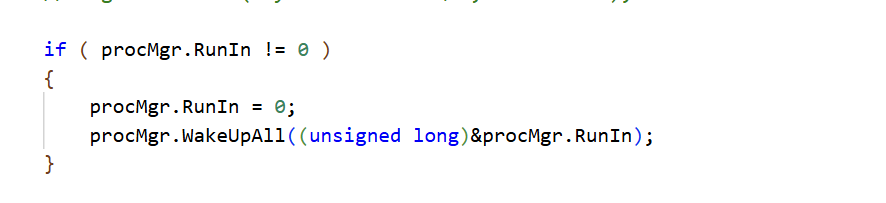 if ( procMgr.RunIn != 0 )
{
    procMgr.RunIn = 0;
    procMgr.WakeUpAll((unsigned long)&procMgr.RunIn);
}